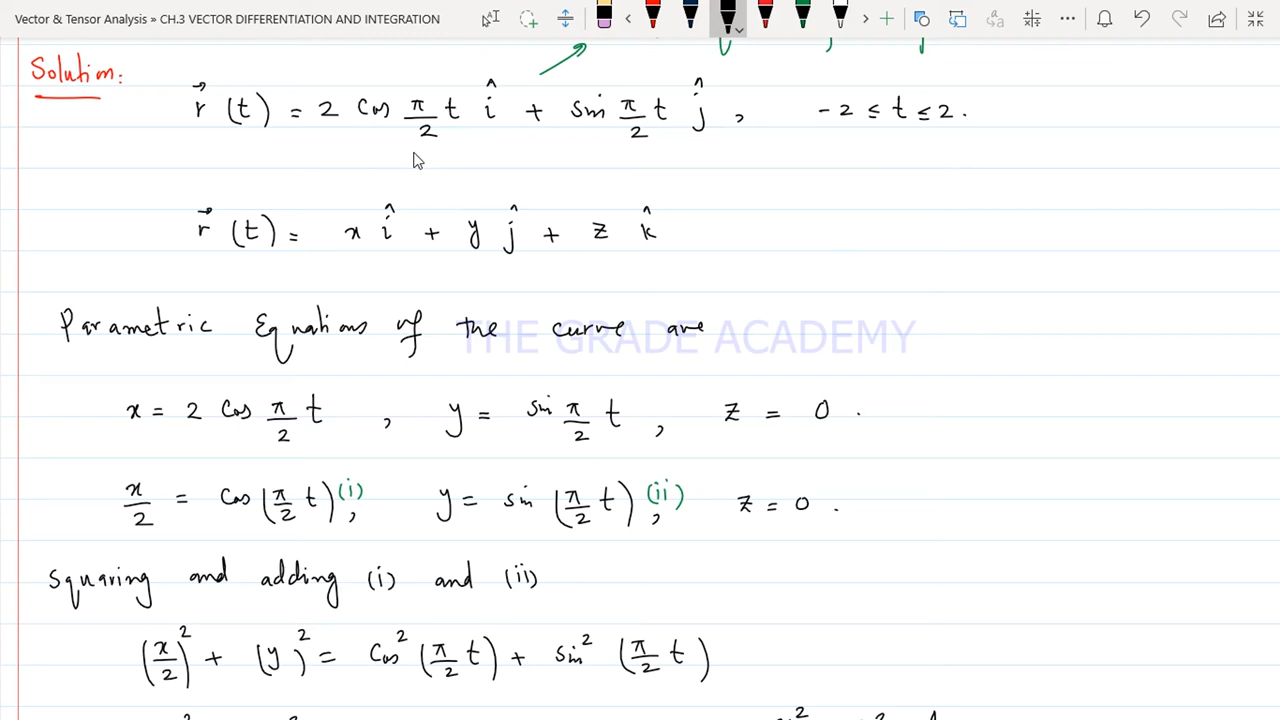 Vector & Tensor Analysis » CH.3 VECTOR DIFFERENTIATION AND INTEGRATION
Solution:
r⃗ (t) = 2 Cos π/2 t î + sin π/2 t ĵ , -2 ≤ t ≤ 2.
r⃗ (t) = x î + y ĵ + z k̂
Parametric Equations of the curve are
THE GRADE ACADEMY
x = 2 Cos π/2 t , y = sin π/2 t , z = 0 .
x/2 = Cos (π/2 t) (i) , y = sin (π/2 t) (ii) , z = 0 .
Squaring and adding (i) and (ii)
(x/2)² + (y)² = Cos² (π/2 t) + sin² (π/2 t)